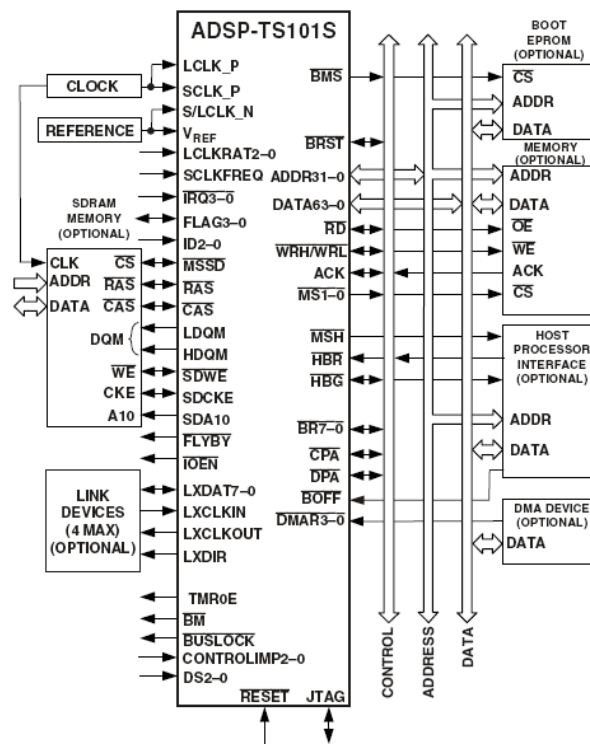 ADSP-TS101S
CLOCK
REFERENCE
SDRAM
MEMORY
(OPTIONAL)
CLK
ADDR
DATA
DQM
CS
RAS
CAS
WE
CKE
A10
LINK
DEVICES
(4 MAX)
(OPTIONAL)
LCLK_P
SCLK_P
S/LCLK_N
VREF
LCLKRAT2–0
SCLKFREQ
IRQ3–0
FLAG3–0
ID2–0
MSSD
RAS
CAS
LDQM
HDQM
SDWE
SDCKE
SDA10
FLYBY
IOEN
LXDAT7–0
LXCLKIN
LXCLKOUT
LXDIR
TMR0E
BM
BUSLOCK
CONTROLIMP2–0
DS2–0
RESET
JTAG
BMS
BRST
ADDR31–0
DATA63–0
RD
WRH/WRL
ACK
MS1–0
MSH
HBR
HBG
BR7–0
CPA
DPA
BOFF
DMAR3–0
CONTROL
ADDRESS
DATA
BOOT
EPROM
(OPTIONAL)
CS
ADDR
DATA
MEMORY
(OPTIONAL)
ADDR
DATA
OE
WE
ACK
CS
HOST
PROCESSOR
INTERFACE
(OPTIONAL)
ADDR
DATA
DMA DEVICE
(OPTIONAL)
DATA